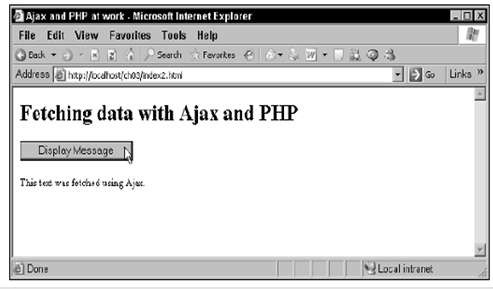 Ajax and PHP at work - Microsoft Internet Explorer
File Edit View Favorites Tools Help
Back Search Favorites
Address http://localhost/ch03/index2.html Go Links »
Fetching data with Ajax and PHP
Display Message
This text was fetched using Ajax.
Done Local intranet